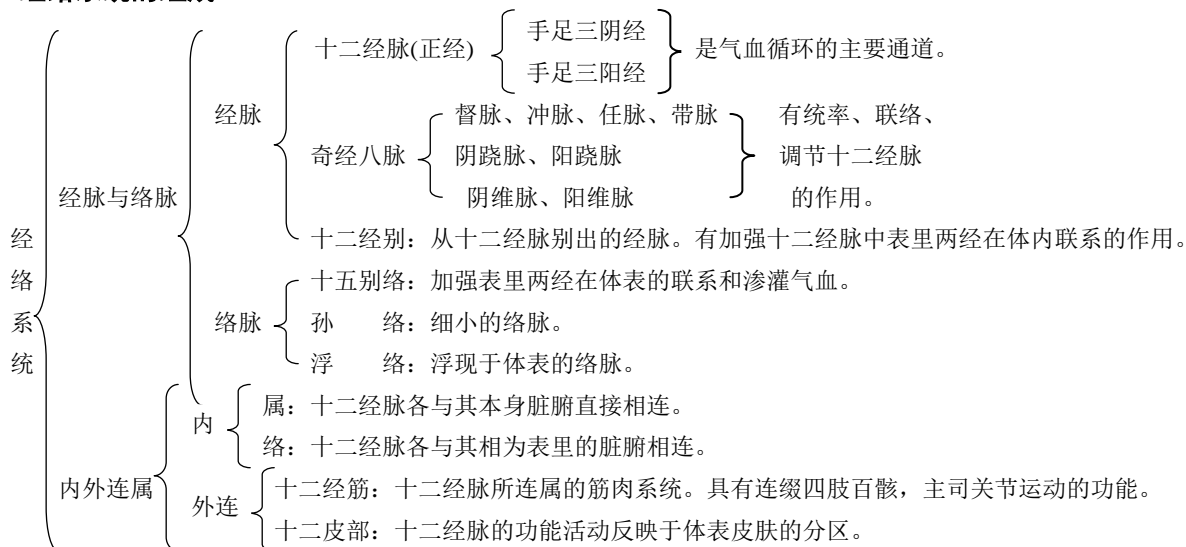 十二经脉(正经) 手足三阴经 是气血循环的主要通道。
手足三阳经
经脉 督脉、冲脉、任脉、带脉 有统率、联络、
奇经八脉 阴跷脉、阳跷脉 调节十二经脉
经脉与络脉 阴维脉、阳维脉 的作用。
经 十二经别：从十二经脉别出的经脉。有加强十二经脉中表里两经在体内联系的作用。
络 十五别络：加强表里两经在体表的联系和渗灌气血。
系 络脉 孙 络：细小的络脉。
统 浮 络：浮现于体表的络脉。
内 属：十二经脉各与其本身脏腑直接相连。
络：十二经脉各与其相为表里的脏腑相连。
内外连属 外连 十二经筋：十二经脉所连属的筋肉系统。具有连缀四肢百骸，主司关节运动的功能。
十二皮部：十二经脉的功能活动反映于体表皮肤的分区。